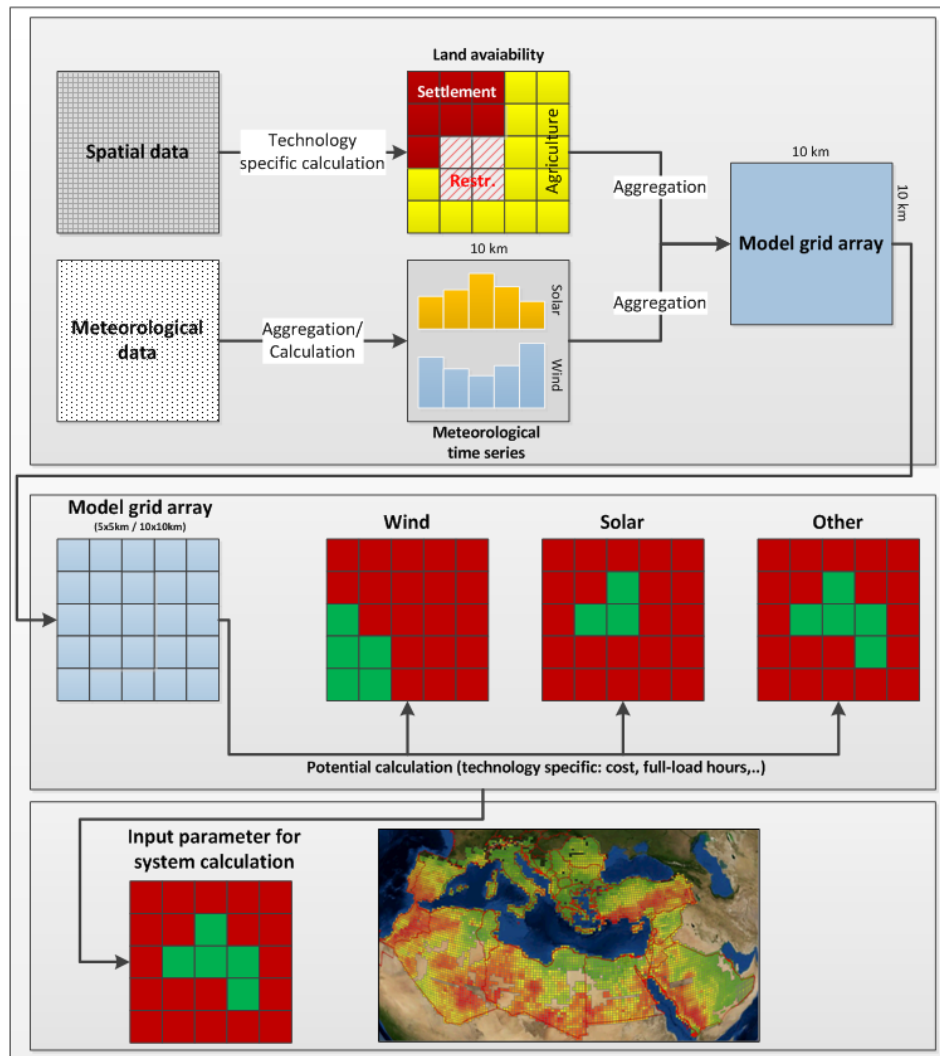 Land avaiability
Spatial data
Technology
specific calculation
Settlement
Restr.
Agriculture
Aggregation
10 km
10 km
Model grid array
10 km
Meteorological
data
Aggregation/
Calculation
Solar
Wind
Aggregation
Meteorological
time series
Model grid array
(5x5km / 10x10km)
Wind
Solar
Other
Potential calculation (technology specific: cost, full-load hours,..)
Input parameter for
system calculation